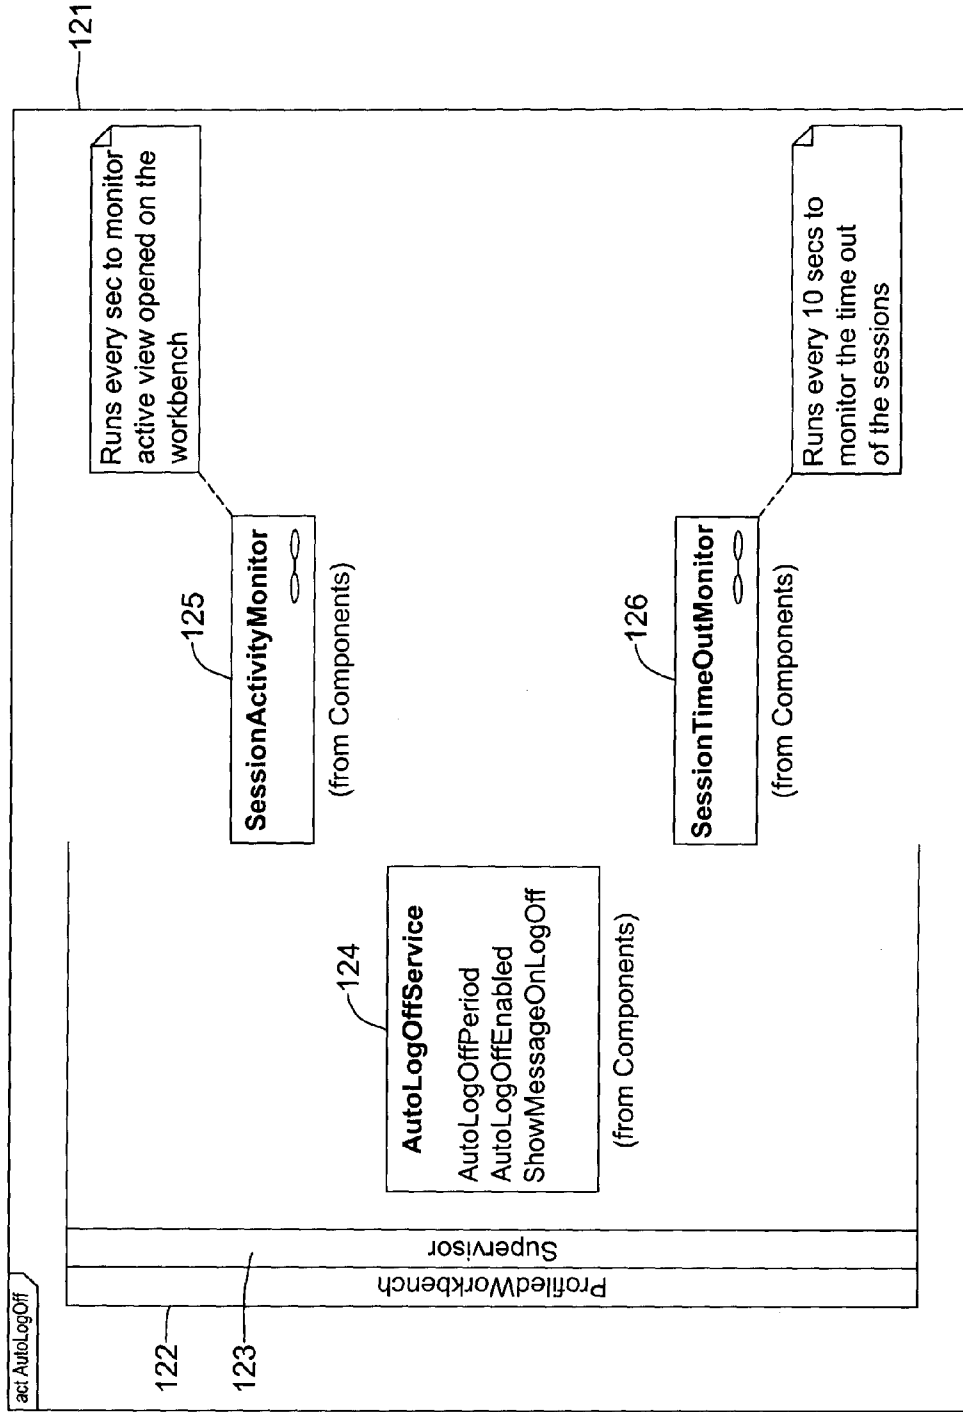 act AutoLogOff
121
122
ProfiledWorkbench
123
Supervisor
124
AutoLogOffService
AutoLogOffPeriod
AutoLogOffEnabled
ShowMessageOnLogOff
(from Components)
125
SessionActivityMonitor
(from Components)
Runs every sec to monitor
active view opened on the
workbench
126
SessionTimeOutMonitor
(from Components)
Runs every 10 secs to
monitor the time out
of the sessions